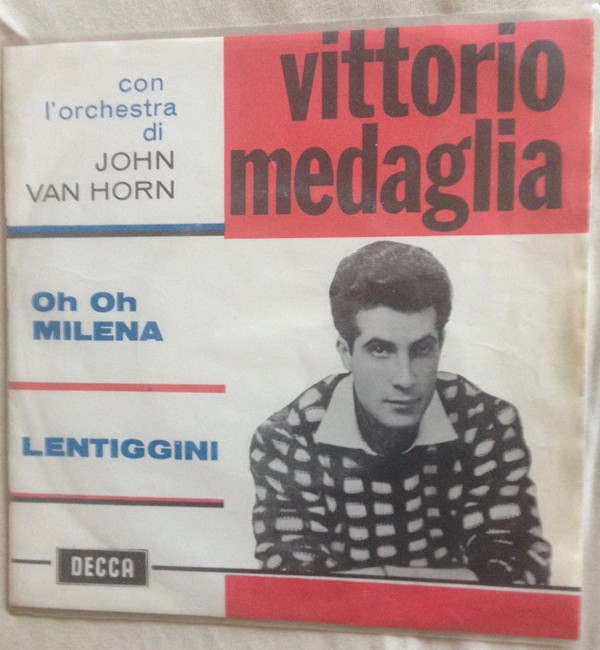 con
l'orchestra
di
JOHN
VAN HORN
vittorio
medaglia
Oh Oh
MILENA
LENTIGGiNI
DECCA